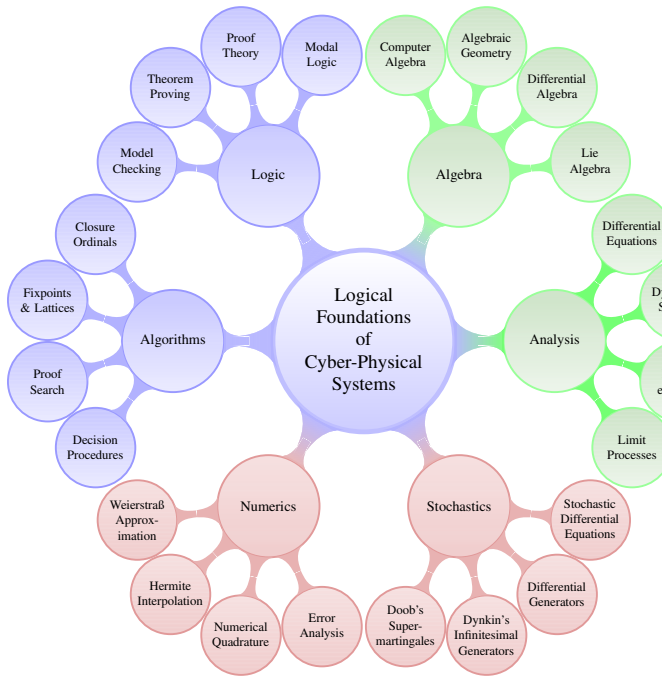 Logical
Foundations
of
Cyber-Physical
Systems
Logic
Model
Checking
Theorem
Proving
Proof
Theory
Modal
Logic
Algebra
Computer
Algebra
Algebraic
Geometry
Differential
Algebra
Lie
Algebra
Analysis
Differential
Equations
Limit
Processes
Stochastics
Stochastic
Differential
Equations
Differential
Generators
Dynkin's
Infinitesimal
Generators
Doob's
Super-
martingales
Numerics
Error
Analysis
Numerical
Quadrature
Hermite
Interpolation
Weierstraß
Approx-
imation
Algorithms
Decision
Procedures
Proof
Search
Fixpoints
& Lattices
Closure
Ordinals